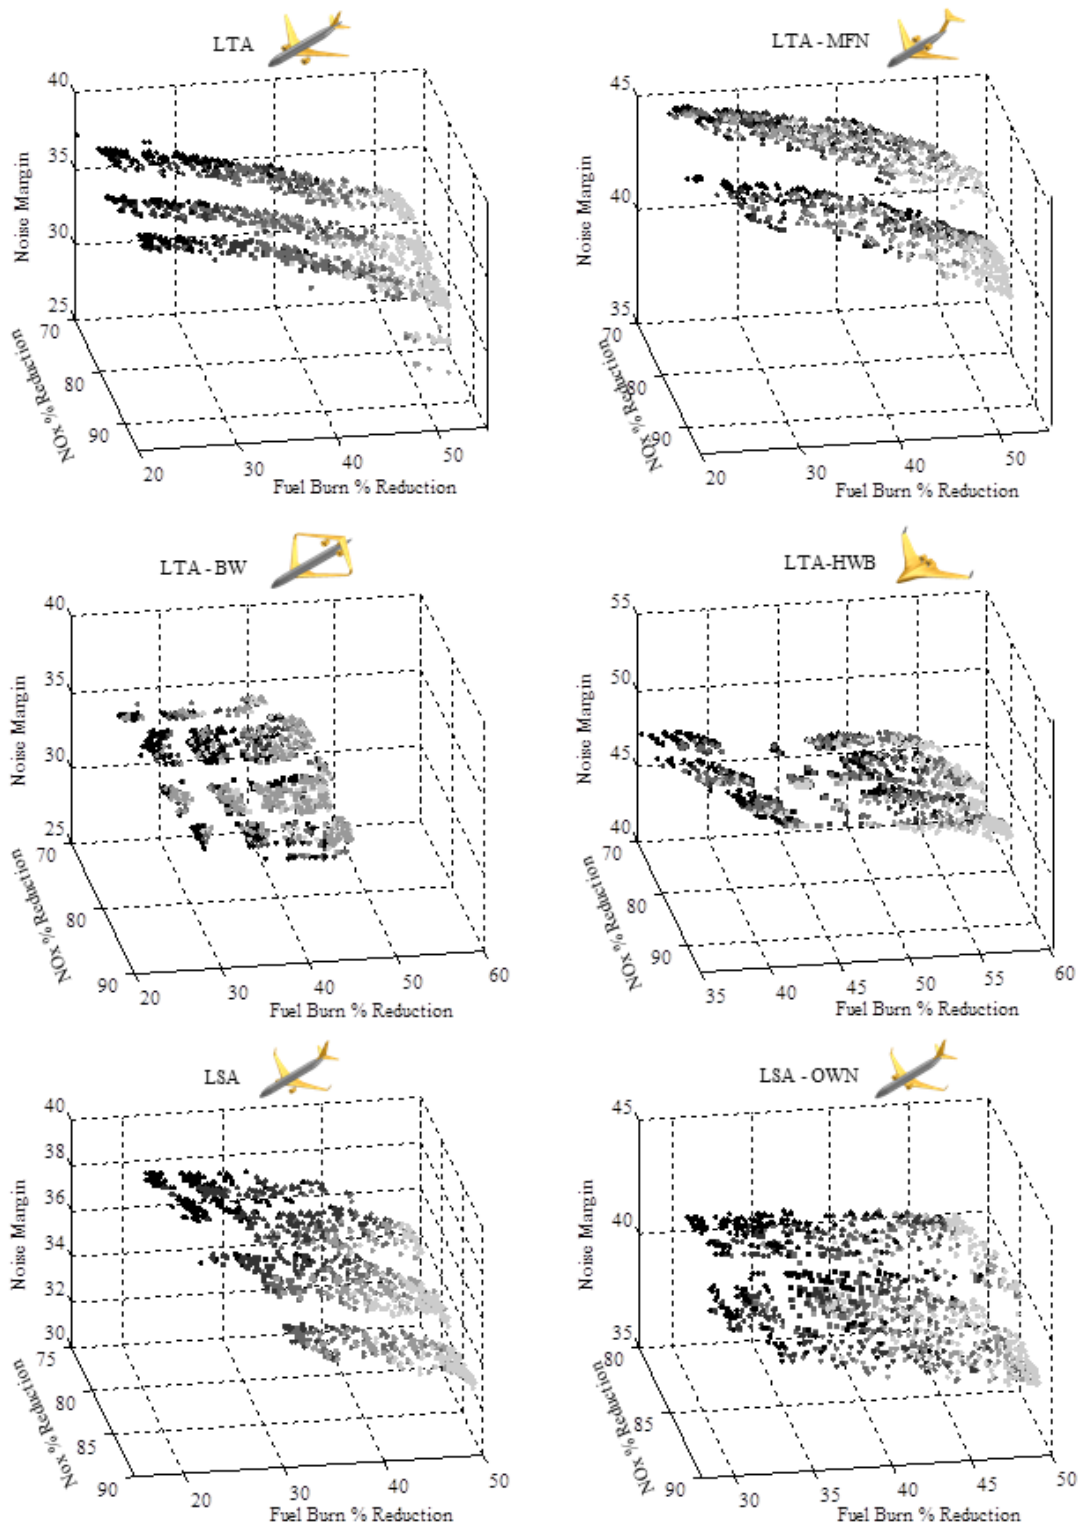 LTA
40
35
30
25
Noise Margin
70
80
90
NOx % Reduction
20
30
40
50
Fuel Burn % Reduction
LTA - MFN
45
40
35
Noise Margin
70
80
90
NOx % Reduction
20
30
40
50
Fuel Burn % Reduction
LTA - BW
40
35
30
25
Noise Margin
70
80
90
NOx % Reduction
20
30
40
50
60
Fuel Burn % Reduction
LTA-HWB
55
50
45
40
Noise Margin
70
80
90
NOx % Reduction
35
40
45
50
55
60
Fuel Burn % Reduction
LSA
40
38
36
34
32
30
Noise Margin
75
80
85
90
Nox % Reduction
20
30
40
50
Fuel Burn % Reduction
LSA - OWN
45
40
35
Noise Margin
80
85
90
NOx % Reduction
30
35
40
45
50
Fuel Burn % Reduction